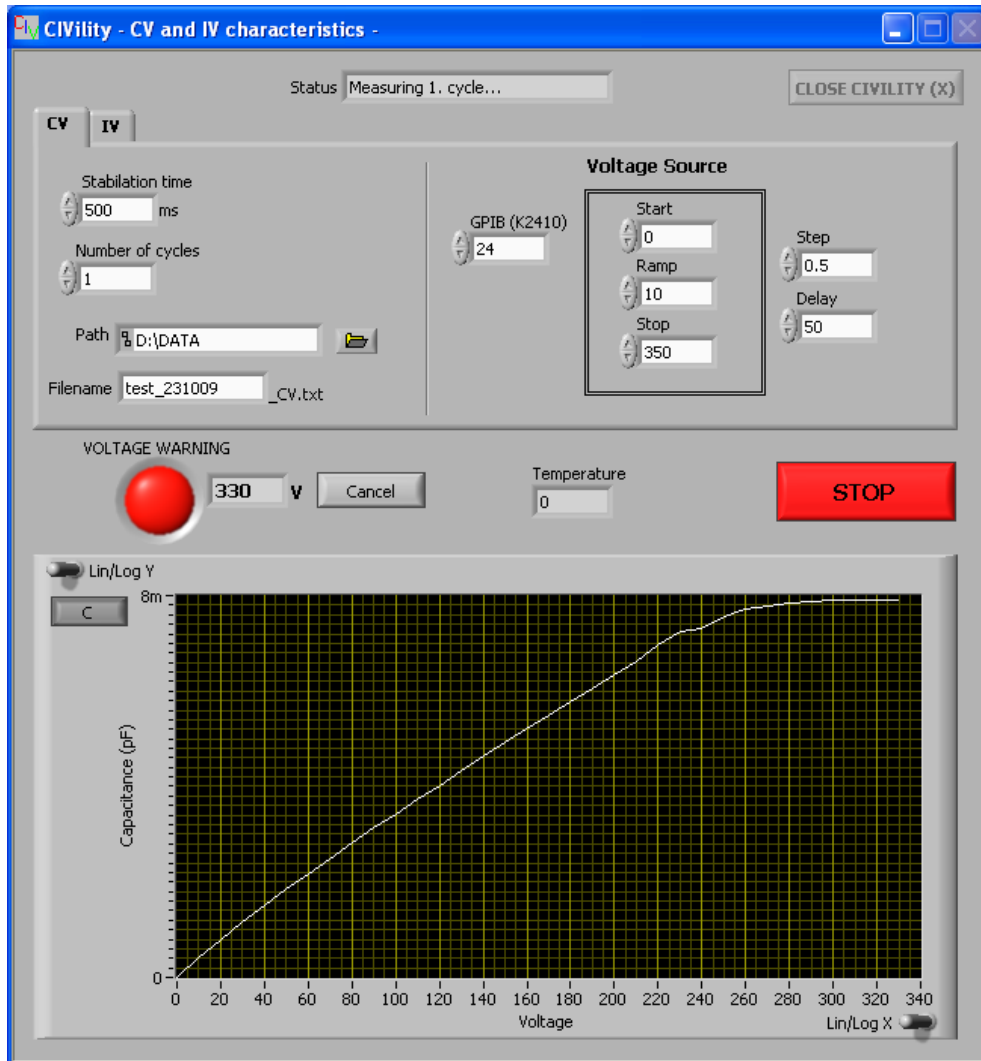 CIVility - CV and IV characteristics -
Status Measuring 1. cycle...
CLOSE CIVILITY (X)
CV IV
Stabilation time
500 ms
Number of cycles
1
Path D:\DATA
Filename test_231009 _CV.txt
Voltage Source
GPIB (K2410)
24
Start
0
Ramp
10
Stop
350
Step
0.5
Delay
50
VOLTAGE WARNING
330 V Cancel
Temperature
0
STOP
Lin/Log Y
C
8m
Capacitance (pF)
0
0 20 40 60 80 100 120 140 160 180 200 220 240 260 280 300 320 340
Voltage
Lin/Log X